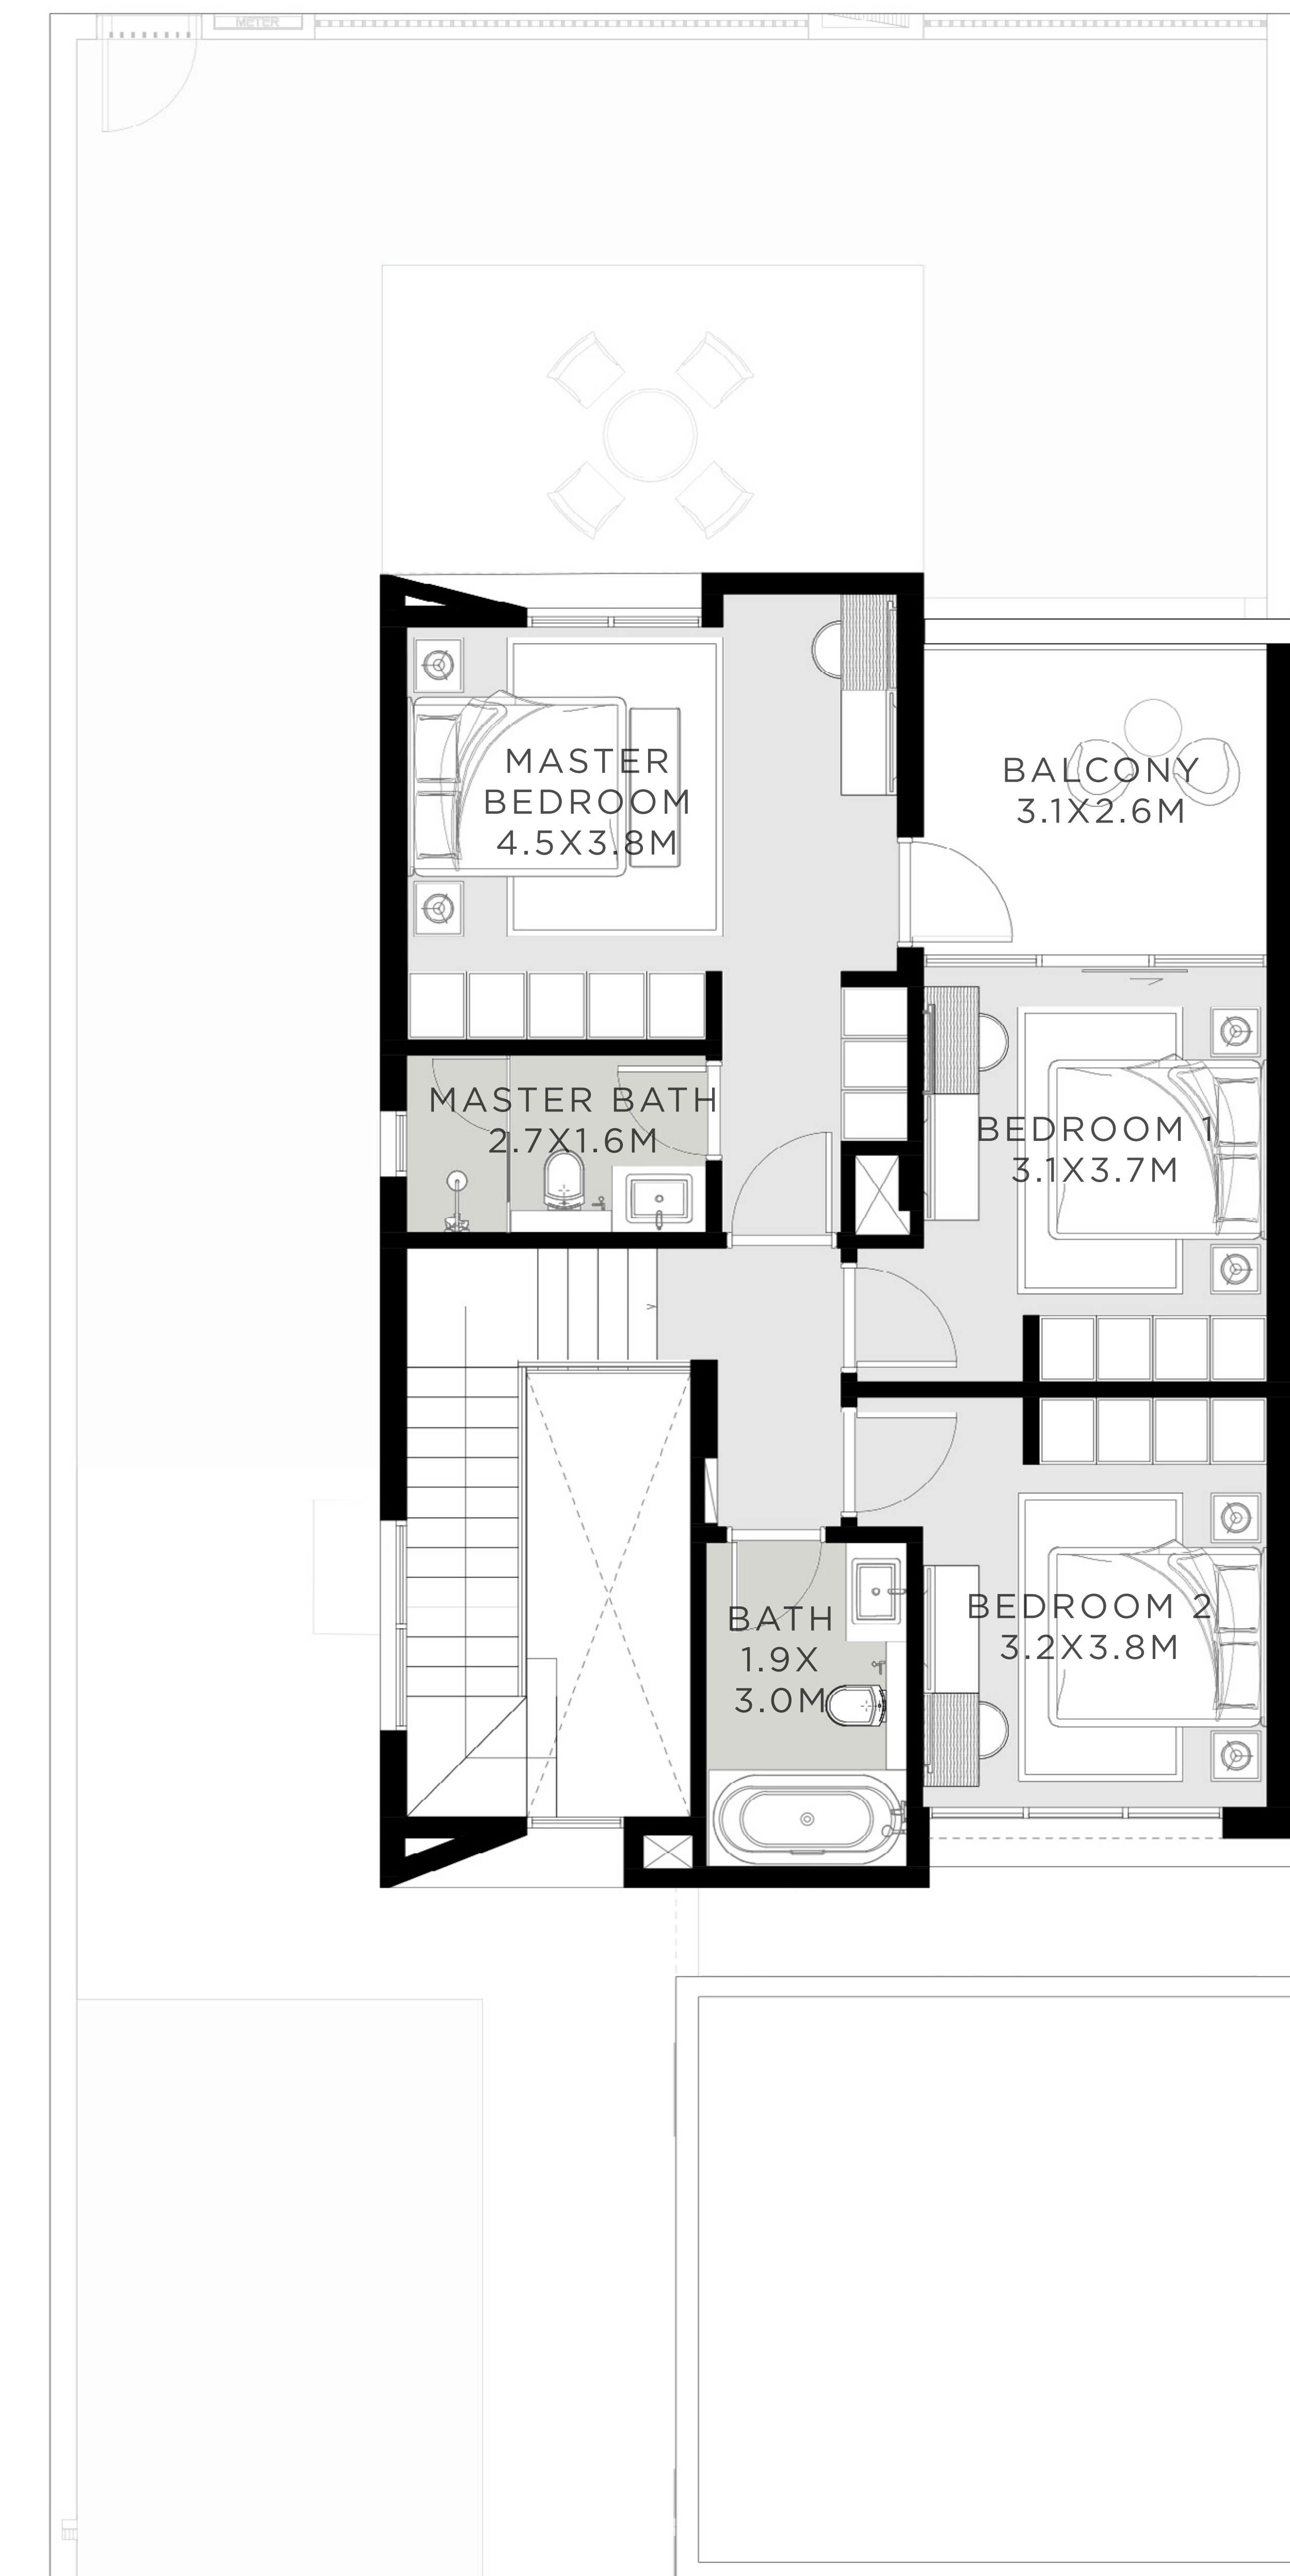 METER
MASTER
BEDROOM
4.5X3.8M
BALCONY
3.1X2.6M
MASTER BATH
2.7X1.6M
BEDROOM 1
3.1X3.7M
BATH
1.9X
3.0M
BEDROOM 2
3.2X3.8M